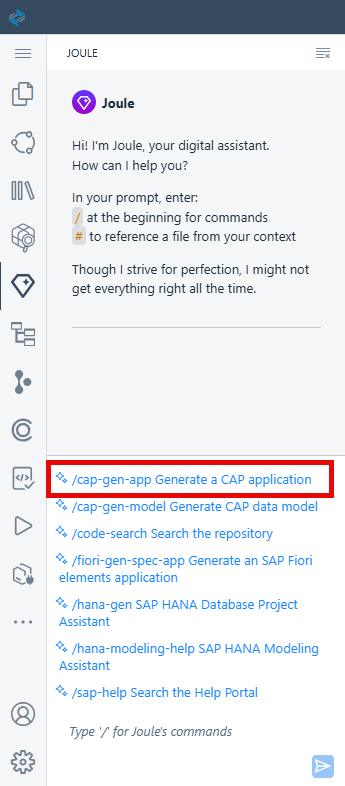 JOULE
Joule
Hi! I'm Joule, your digital assistant.
How can I help you?
In your prompt, enter:
/ at the beginning for commands
# to reference a file from your context
Though I strive for perfection, I might not
get everything right all the time.
/cap-gen-app Generate a CAP application
/cap-gen-model Generate CAP data model
/code-search Search the repository
/fiori-gen-spec-app Generate an SAP Fiori
elements application
/hana-gen SAP HANA Database Project
Assistant
/hana-modeling-help SAP HANA Modeling
Assistant
/sap-help Search the Help Portal
Type '/' for Joule's commands